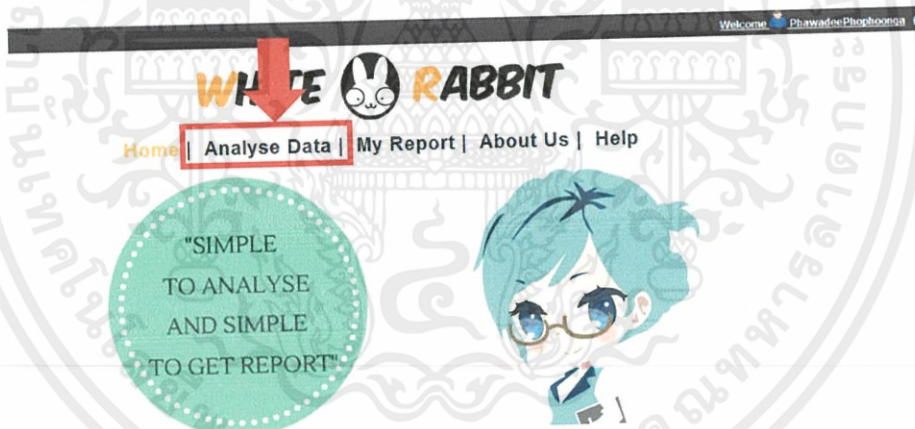 Welcome PhawadeePhophoonga
WHITE RABBIT
Home | Analyse Data | My Report | About Us | Help
"SIMPLE
TO ANALYSE
AND SIMPLE
TO GET REPORT"